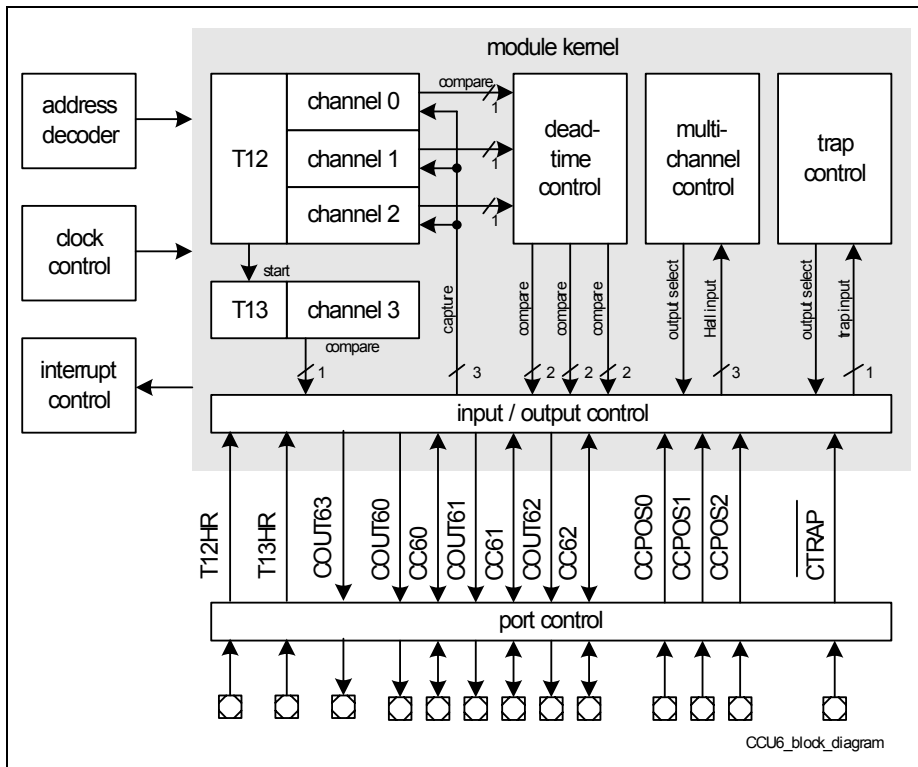 module kernel
address
decoder
clock
control
interrupt
control
T12
channel 0
channel 1
channel 2
compare
1
1
1
dead-
time
control
multi-
channel
control
trap
control
start
T13
channel 3
compare
1
capture
3
compare
compare
compare
2
2
2
output select
Hall input
3
output select
trap input
1
input / output control
T12HR
T13HR
COUT63
COUT60
CC60
COUT61
CC61
COUT62
CC62
CCPOS0
CCPOS1
CCPOS2
CTRAP
port control
CCU6_block_diagram